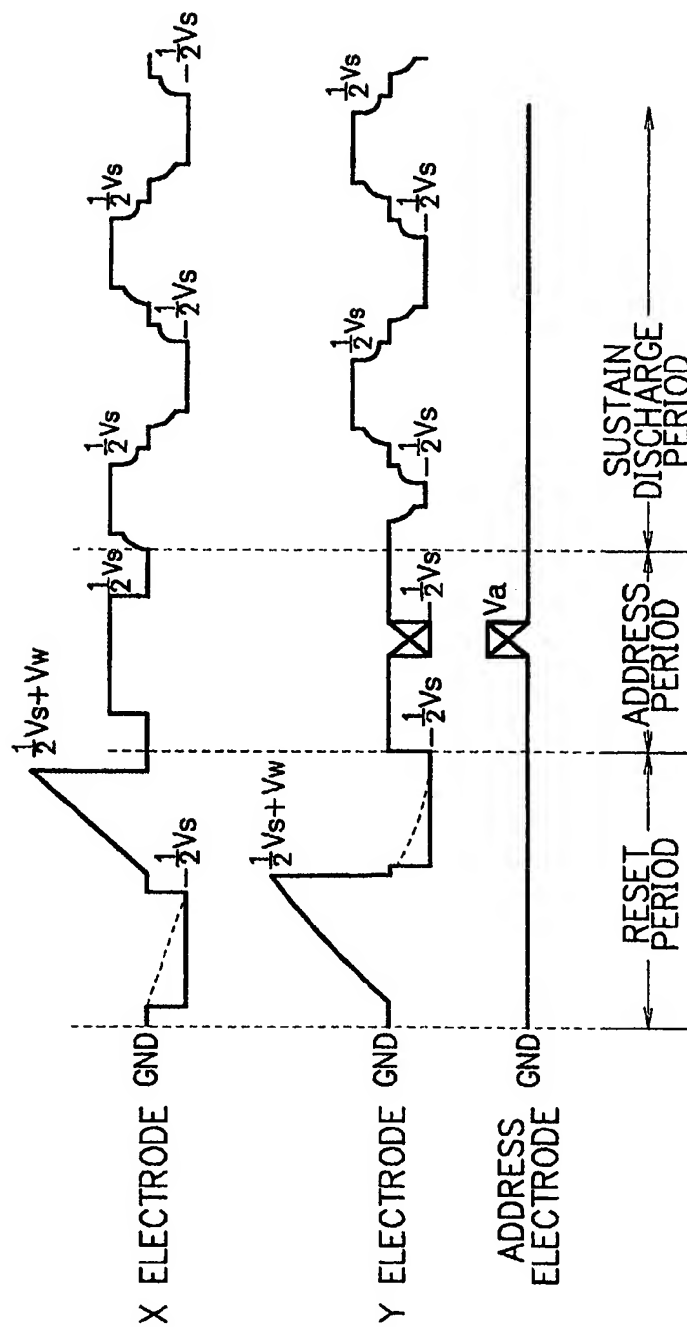 X ELECTRODE GND
-1/2Vs
1/2Vs+Vw
1/2Vs
1/2Vs
-1/2Vs
1/2Vs
-1/2Vs
Y ELECTRODE GND
1/2Vs+Vw
-1/2Vs
-1/2Vs
-1/2Vs
1/2Vs
-1/2Vs
1/2Vs
ADDRESS
ELECTRODE GND
Va
RESET
PERIOD
ADDRESS
PERIOD
SUSTAIN
DISCHARGE
PERIOD